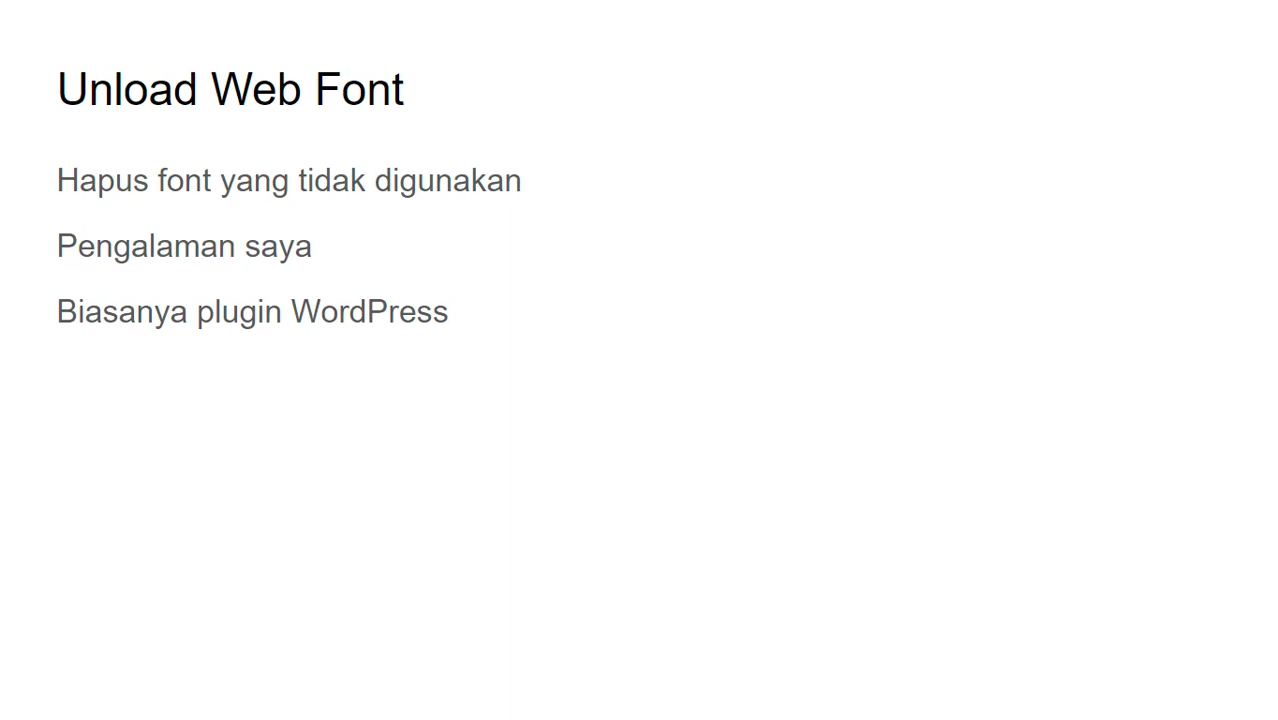 Unload Web Font
Hapus font yang tidak digunakan
Pengalaman saya
Biasanya plugin WordPress